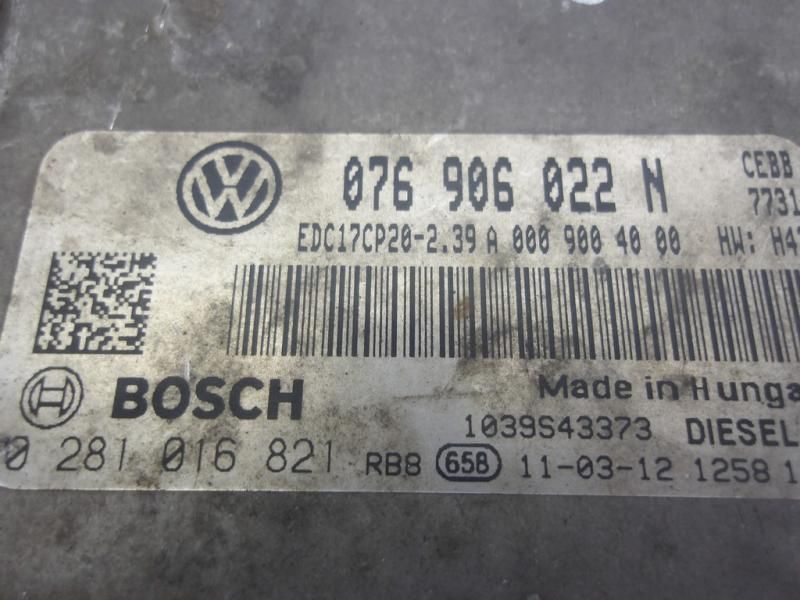 VW 076 906 022 N CEBB
EDC17CP20-2.39 A 000 900 40 00 7731
HW: H4
BOSCH Made in Hunga
1039S43373 DIESEL
0 281 016 821 RB8 65B 11-03-12 1258 1